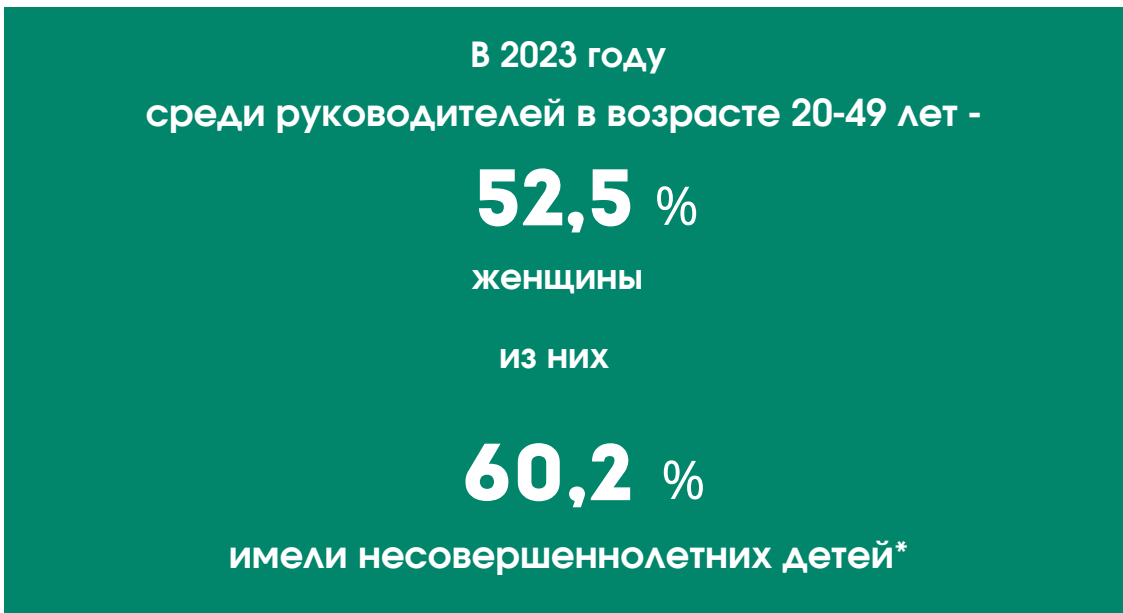 В 2023 году
среди руководителей в возрасте 20-49 лет -
52,5 %
женщины
из них
60,2 %
имели несовершеннолетних детей*